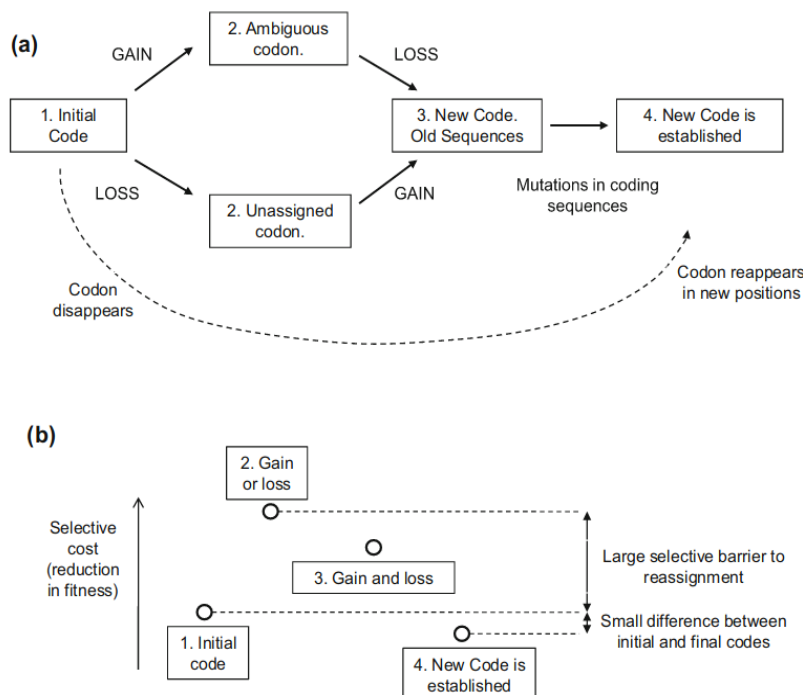 (a)
GAIN
2. Ambiguous
codon.
LOSS
1. Initial
Code
3. New Code.
Old Sequences
4. New Code is
established
LOSS
2. Unassigned
codon.
GAIN
Mutations in coding
sequences
Codon
disappears
Codon reappears
in new positions
(b)
2. Gain
or loss
Selective
cost
(reduction
in fitness)
3. Gain and loss
Large selective barrier to
reassignment
1. Initial
code
4. New Code is
established
Small difference between
initial and final codes